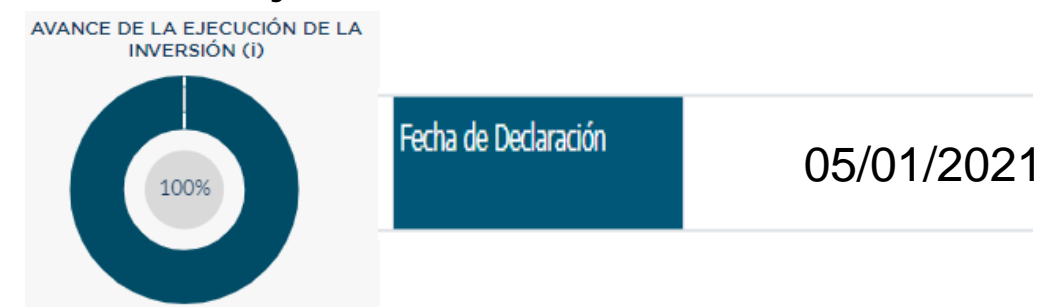 AVANCE DE LA EJECUCIÓN DE LA
INVERSIÓN (i)
100%
Fecha de Declaración
05/01/2021